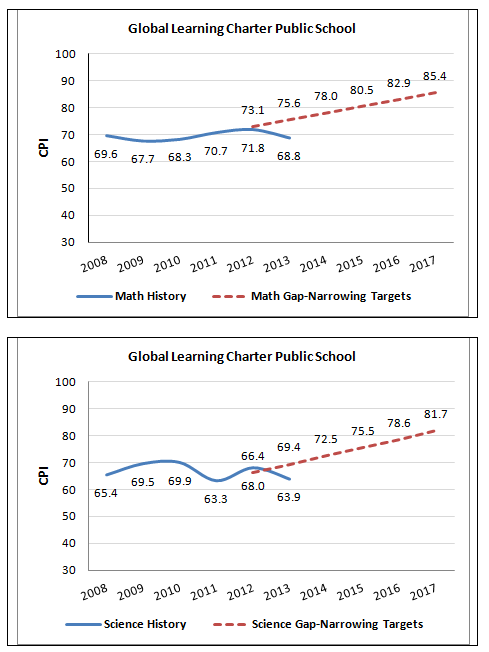 Global Learning Charter Public School
100
90
80
70
60
50
40
30
CPI
73.1 75.6 78.0 80.5 82.9 85.4
69.6 67.7 68.3 70.7 71.8 68.8
2008 2009 2010 2011 2012 2013 2014 2015 2016 2017
Math History Math Gap-Narrowing Targets
Global Learning Charter Public School
100
90
80
70
60
50
40
30
CPI
66.4 69.4 72.5 75.5 78.6 81.7
65.4 69.5 69.9 63.3 68.0 63.9
2008 2009 2010 2011 2012 2013 2014 2015 2016 2017
Science History Science Gap-Narrowing Targets